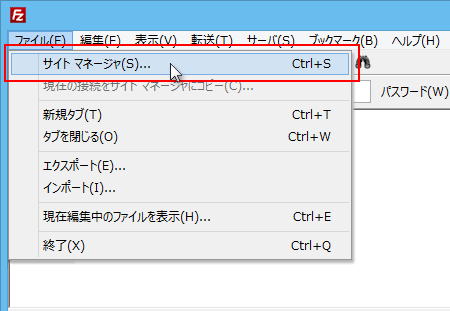 Fz
ファイル(F) 編集(E) 表示(V) 転送(T) サーバ(S) ブックマーク(B) ヘルプ(H)
サイト マネージャ(S)... Ctrl+S
現在の接続をサイト マネージャにコピー(C)...
パスワード(W)
新規タブ(T) Ctrl+T
タブを閉じる(O) Ctrl+W
エクスポート(E)...
インポート(I)...
現在編集中のファイルを表示(H)... Ctrl+E
終了(X) Ctrl+Q